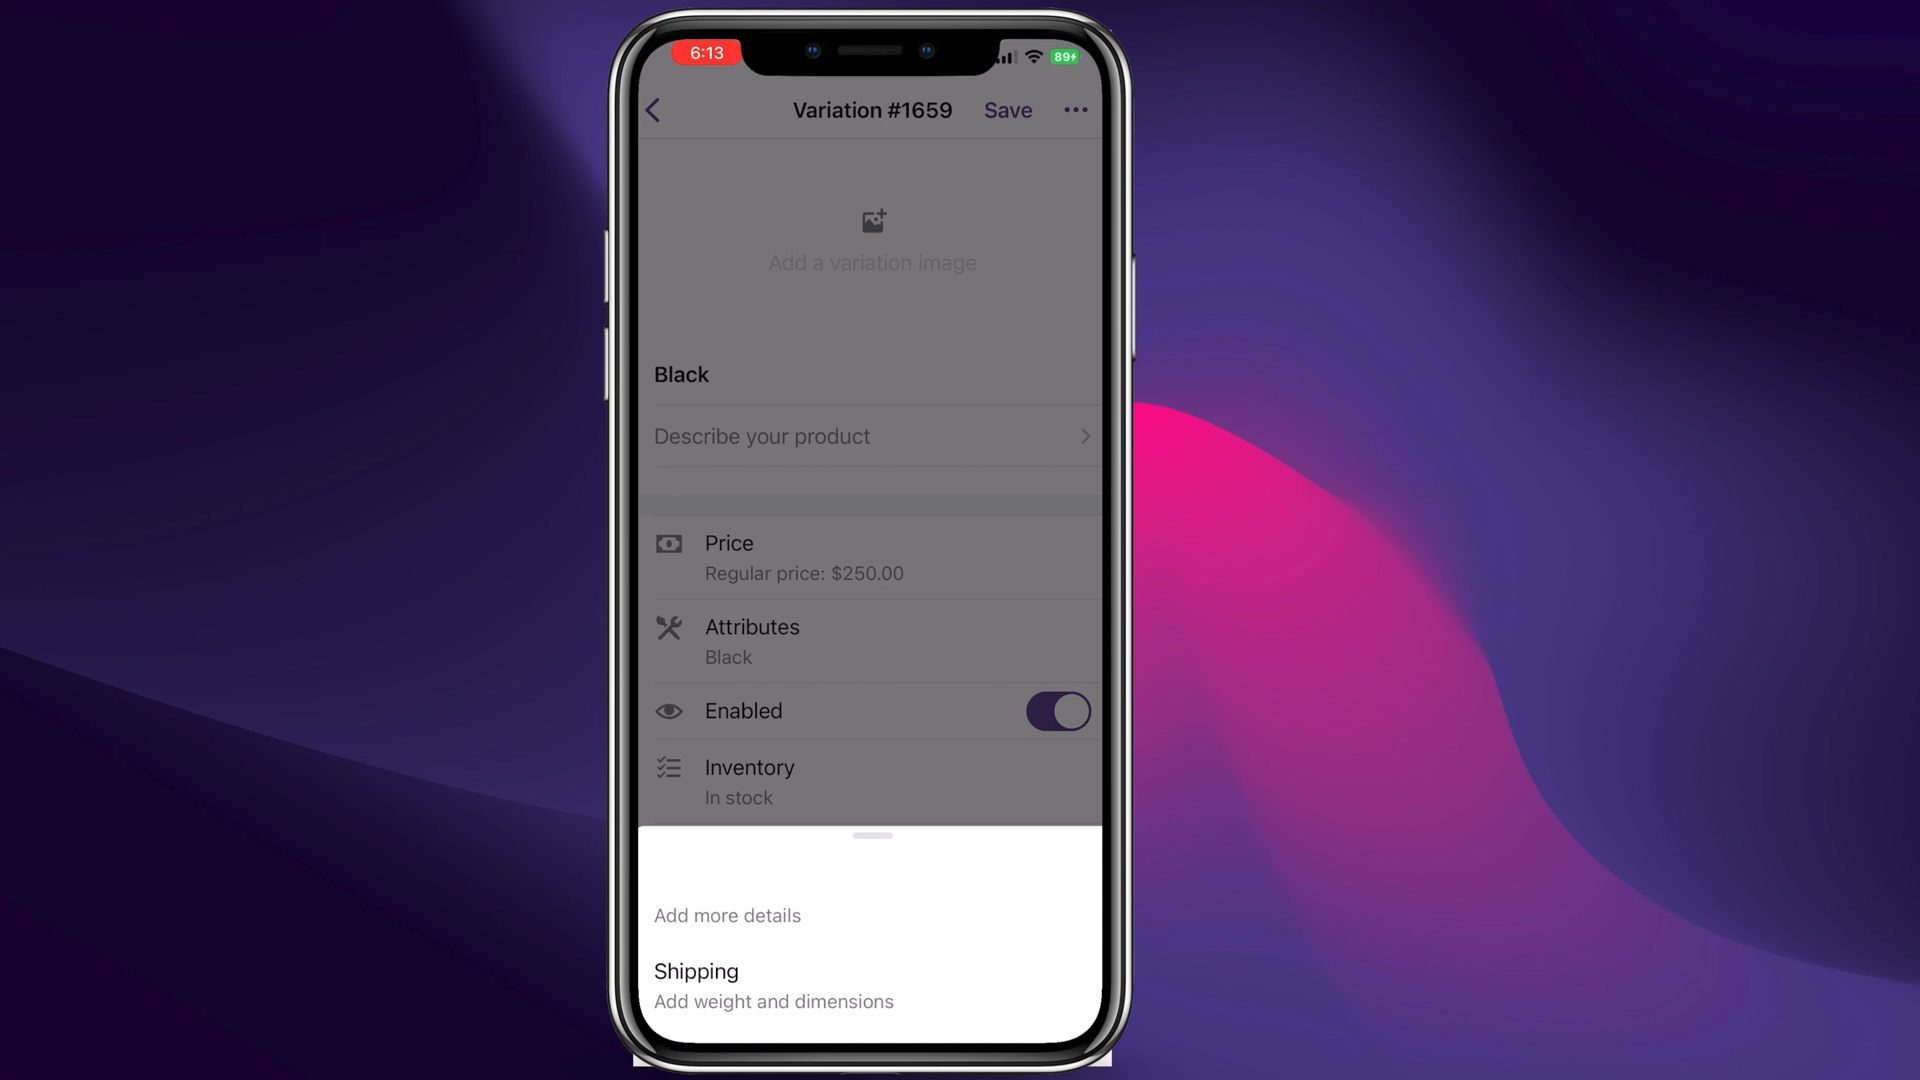 6:13
89
Variation #1659
Save
Add a variation image
Black
Describe your product
Price
Regular price: $250.00
Attributes
Black
Enabled
Inventory
In stock
Add more details
Shipping
Add weight and dimensions